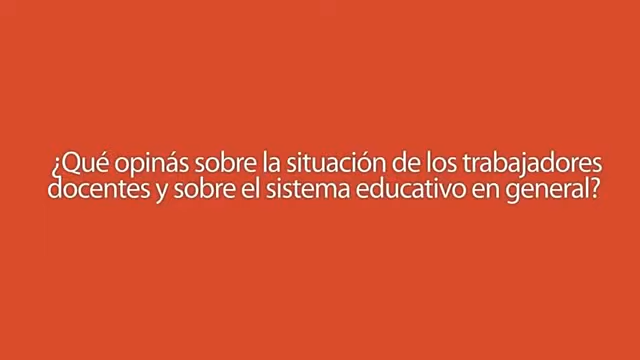 ¿Qué opinás sobre la situación de los trabajadores
docentes y sobre el sistema educativo en general?